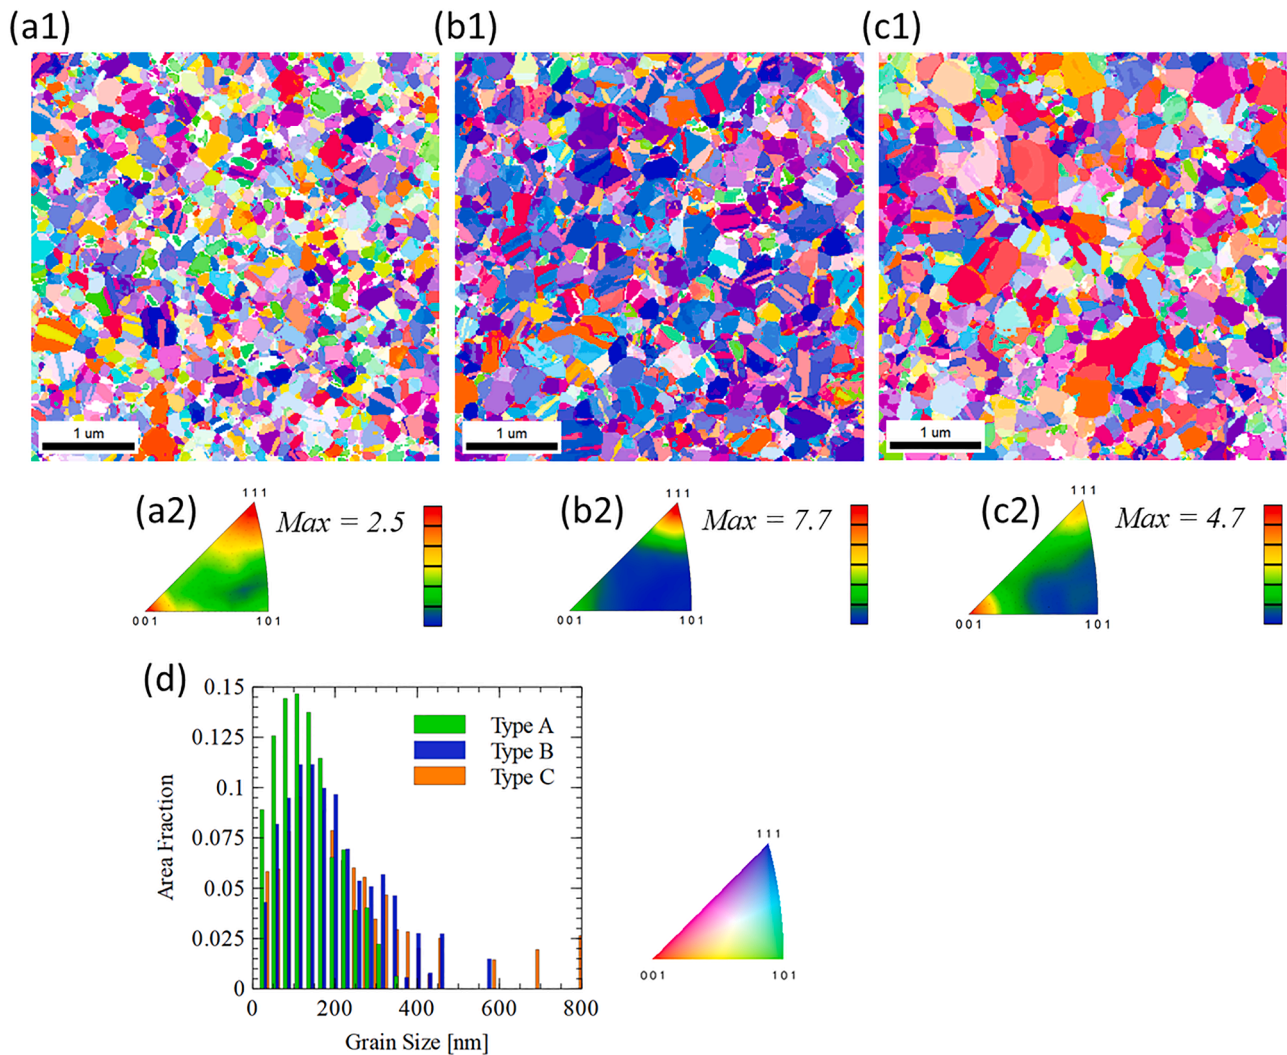 (a1) (b1) (c1)
1 um 1 um 1 um
(a2) 111 Max = 2.5 (b2) 111 Max = 7.7 (c2) 111 Max = 4.7
001 101 001 101 001 101
(d)
0.15
0.125
0.1
0.075
0.05
0.025
0
Area Fraction
Type A
Type B
Type C
0 200 400 600 800
Grain Size [nm]
111
001 101